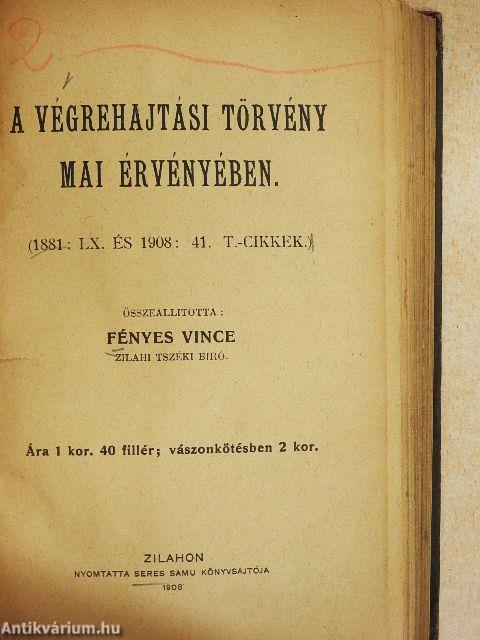 2
A VÉGREHAJTÁSI TÖRVÉNY
MAI ÉRVÉNYÉBEN.
(1881: LX. ÉS 1908: 41. T.-CIKKEK.)
ÖSSZEALLITOTTA:
FÉNYES VINCE
ZILAHI TSZÉKI BIRÓ.
Ára 1 kor. 40 fillér; vászonkötésben 2 kor.
ZILAHON
NYOMTATTA SERES SAMU KÖNYVSAJTÓJA
1908
Antikvárium.hu